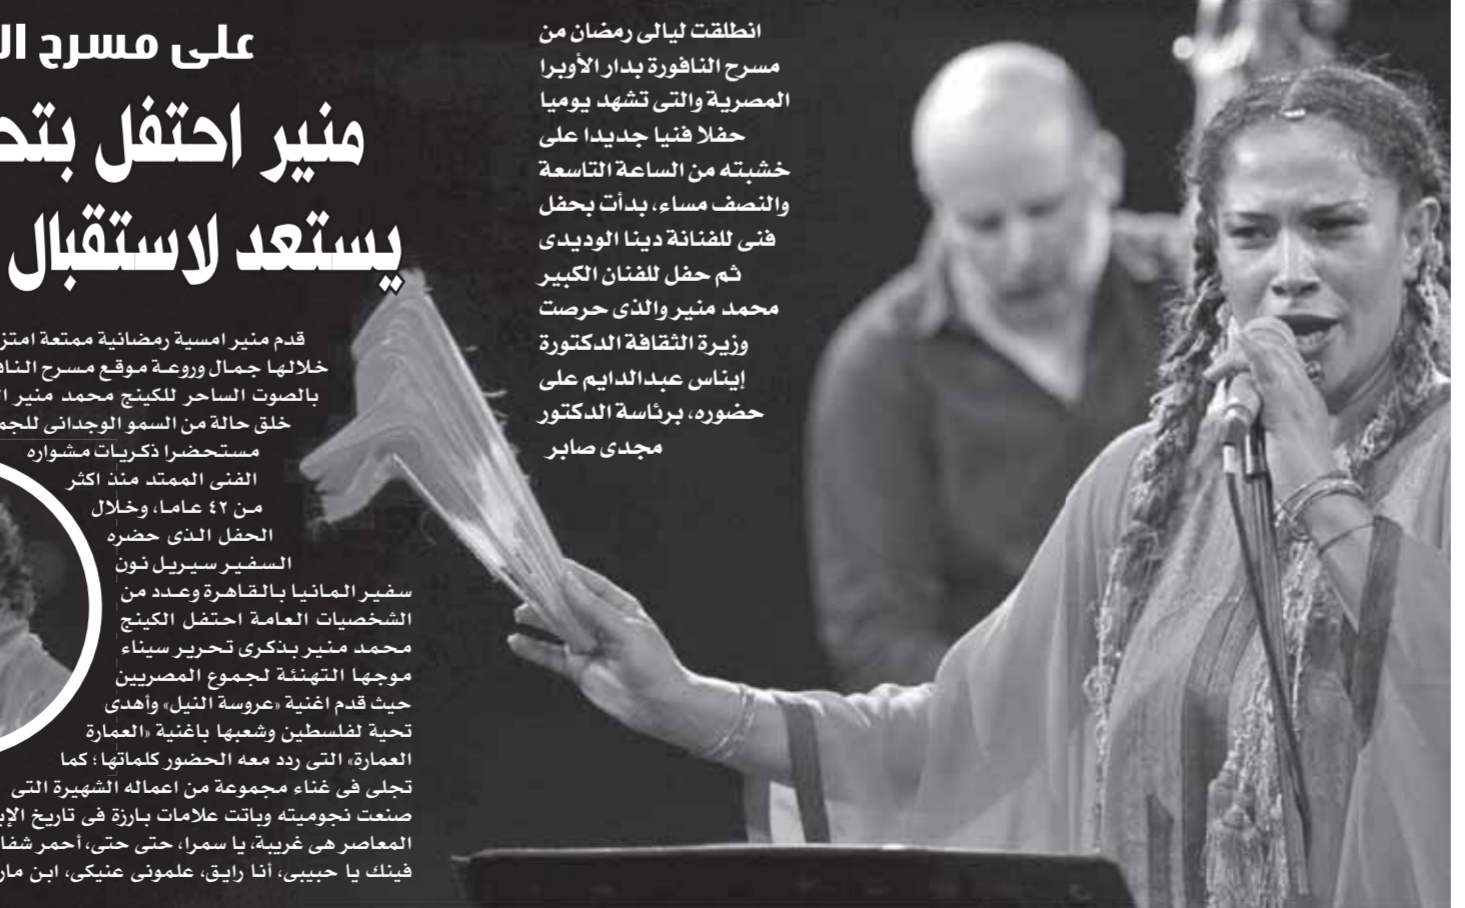 انطلقت ليالى رمضان من
مسرح النافورة بدار الأوبرا
المصرية والتى تشهد يوميا
حفلا فنيا جديدا على
خشبته من الساعة التاسعة
والنصف مساء، بدأت بحفل
فنى للفنانة دينا الوديدى
ثم حفل للفنان الكبير
محمد منير والذى حرصت
وزيرة الثقافة الدكتورة
إيناس عبدالدايم على
حضوره، برئاسة الدكتور
مجدى صابر
على مسرح
منير احتفل
يستعد لاستقبال
قدم منير امسية رمضانية ممتعة
خلالها جمال وروعة موقع مسرح
بالصوت الساحر للكينج محمد منير
خلق حالة من السمو الوجدانى
مستحضرا ذكريات مشواره
الفنى الممتد منذ اكثر
من ٤٢ عاما، وخلال
الحفل الذى حضره
السفير سيريل نون
سفير المانيا بالقاهرة وعدد من
الشخصيات العامة احتفل الكينج
محمد منير بذكرى تحرير سيناء
موجها التهنئة لجموع المصريين
حيث قدم اغنية «عروسة النيل» وأهدى
تحية لفلسطين وشعبها باغنية «العمارة
العمارة» التى ردد معه الحضور كلماتها؛ كما
تجلى فى غناء مجموعة من اعماله الشهيرة التى
صنعت نجوميته وباتت علامات بارزة فى تاريخ
المعاصر هى غريبة، يا سمرا، حتى حتى، أحمر
فينك يا حبيبى، أنا رايق، علمونى عنيكى، ابن